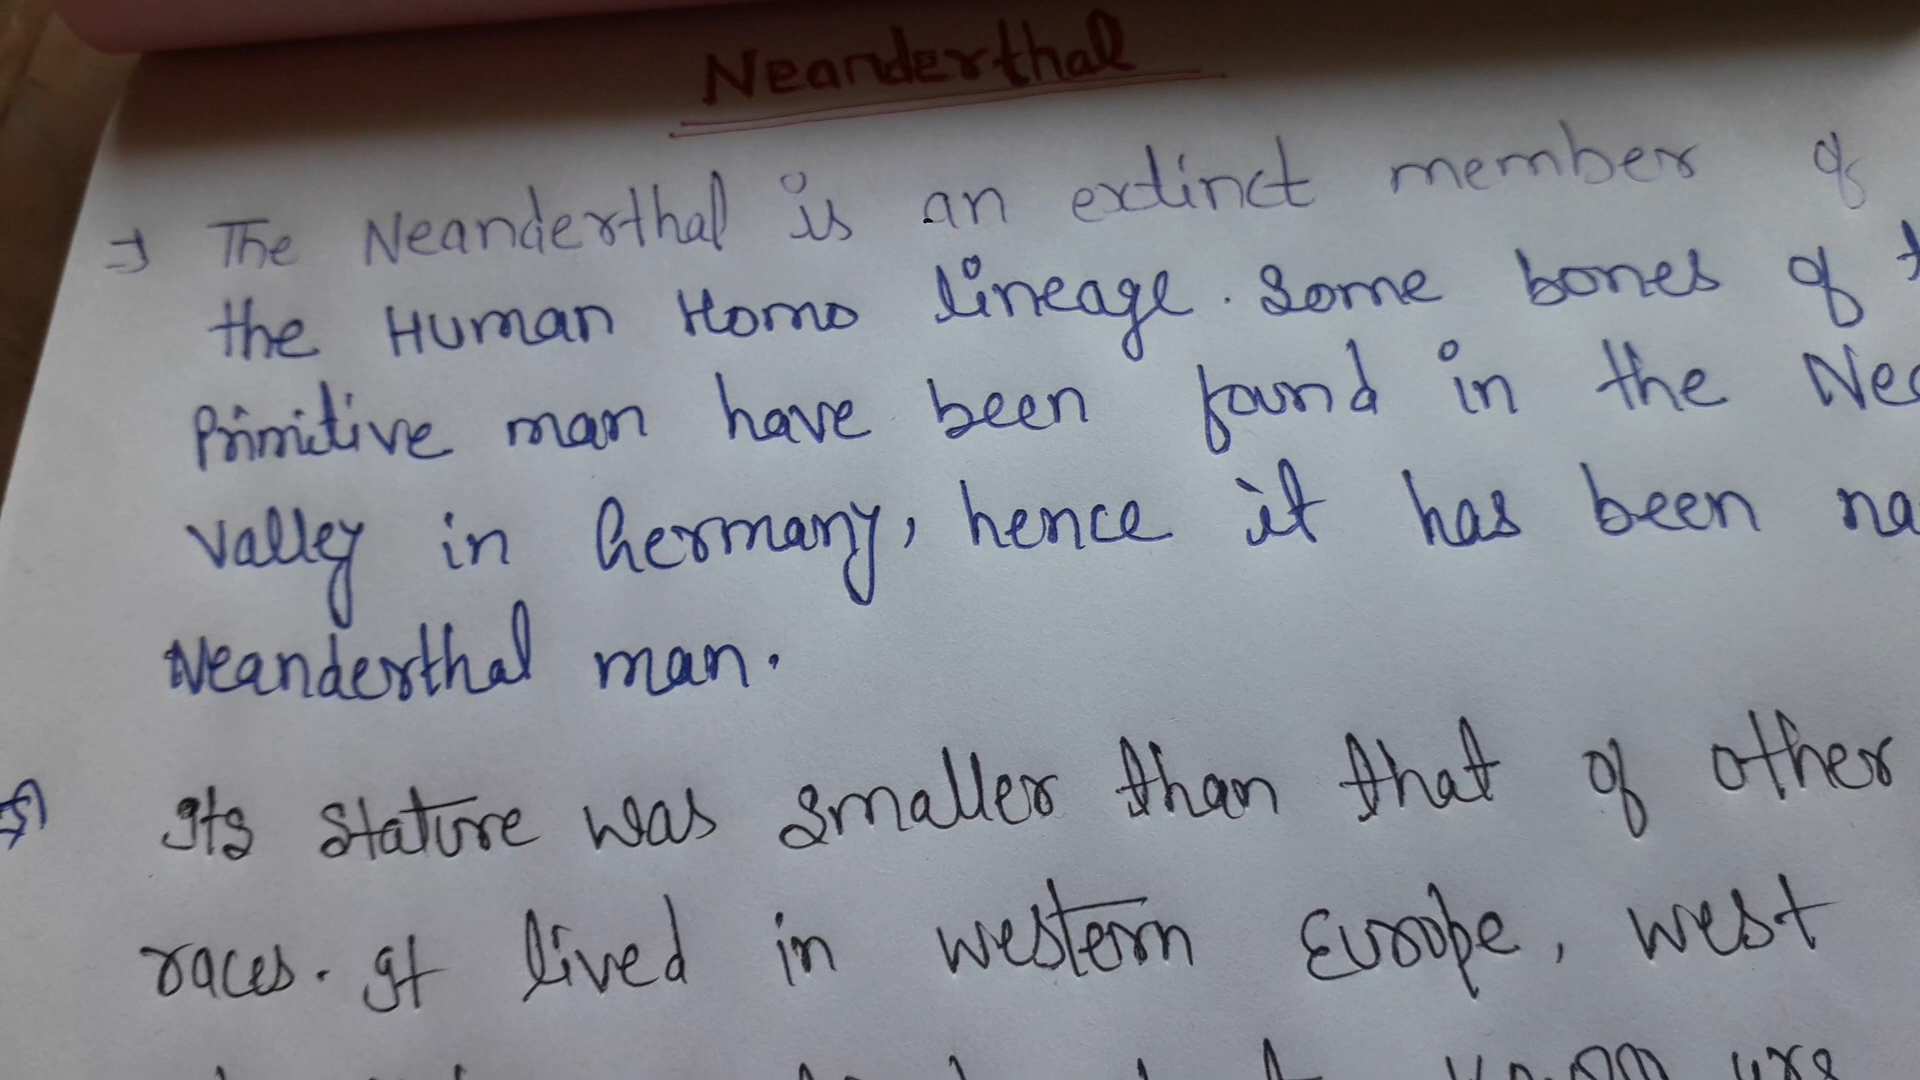 Neanderthal
⇒ The Neanderthal is an extinct member of
the Human Homo lineage. Some bones of
Primitive man have been found in the
valley in Germany, hence it has been
Neanderthal man.
⇒ Its stature was smaller than that of other
races. It lived in western Europe, west
yrs